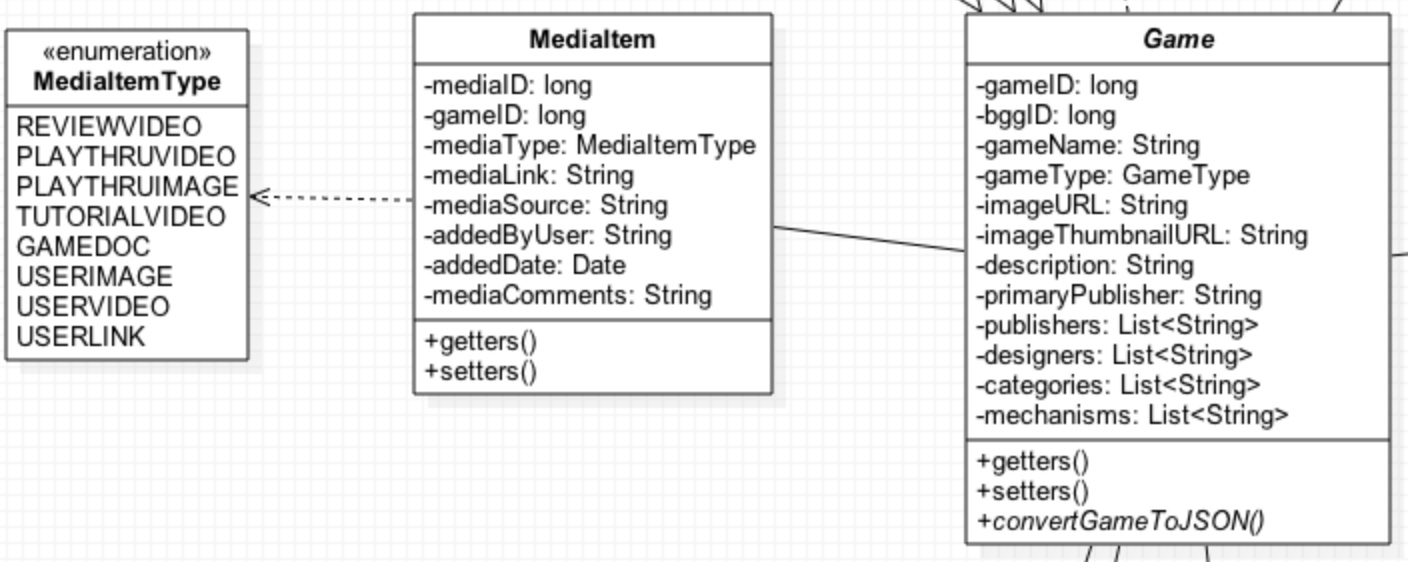 «enumeration»
MediaItemType
REVIEWVIDEO
PLAYTHRUVIDEO
PLAYTHRUIMAGE
TUTORIALVIDEO
GAMEDOC
USERIMAGE
USERVIDEO
USERLINK
MediaItem
-mediaID: long
-gameID: long
-mediaType: MediaItemType
-mediaLink: String
-mediaSource: String
-addedByUser: String
-addedDate: Date
-mediaComments: String
+getters()
+setters()
Game
-gameID: long
-bggID: long
-gameName: String
-gameType: GameType
-imageURL: String
-imageThumbnailURL: String
-description: String
-primaryPublisher: String
-publishers: List<String>
-designers: List<String>
-categories: List<String>
-mechanisms: List<String>
+getters()
+setters()
+convertGameToJSON()